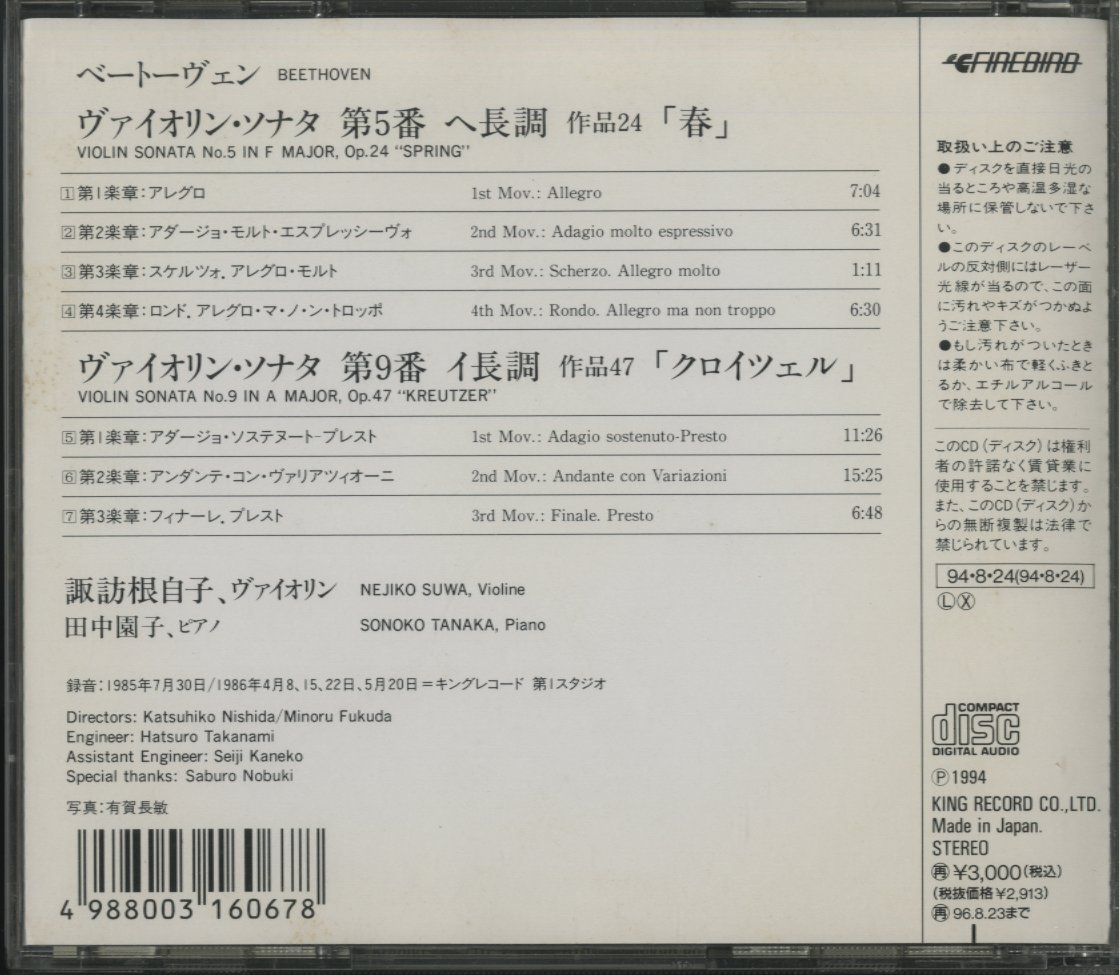 ベートーヴェン BEETHOVEN
ヴァイオリン・ソナタ 第5番 ヘ長調 作品24「春」
VIOLIN SONATA No.5 IN F MAJOR, Op.24 “SPRING”
1 第1楽章：アレグロ 1st Mov.: Allegro 7:04
2 第2楽章：アダージョ・モルト・エスプレッシーヴォ 2nd Mov.: Adagio molto espressivo 6:31
3 第3楽章：スケルツォ．アレグロ・モルト 3rd Mov.: Scherzo. Allegro molto 1:11
4 第4楽章：ロンド．アレグロ・マ・ノ・ン・トロッポ 4th Mov.: Rondo. Allegro ma non troppo 6:30
ヴァイオリン・ソナタ 第9番 イ長調 作品47「クロイツェル」
VIOLIN SONATA No.9 IN A MAJOR, Op.47 “KREUTZER”
5 第1楽章：アダージョ・ソステヌート-プレスト 1st Mov.: Adagio sostenuto-Presto 11:26
6 第2楽章：アンダンテ・コン・ヴァリアツィオーニ 2nd Mov.: Andante con Variazioni 15:25
7 第3楽章：フィナーレ．プレスト 3rd Mov.: Finale. Presto 6:48
諏訪根自子、ヴァイオリン NEJIKO SUWA, Violine
田中園子、ピアノ SONOKO TANAKA, Piano
録音：1985年7月30日/1986年4月8、15、22日、5月20日＝キングレコード 第1スタジオ
Directors: Katsuhiko Nishida/Minoru Fukuda
Engineer: Hatsuro Takanami
Assistant Engineer: Seiji Kaneko
Special thanks: Saburo Nobuki
写真：有賀長敏
4 988003 160678
FIREBIRD
取扱い上のご注意
●ディスクを直接日光の
当るところや高温多湿な
場所に保管しないで下さ
い。
●このディスクのレーベ
ルの反対側にはレーザー
光線が当るので、この面
に汚れやキズがつかぬよ
うご注意下さい。
●もし汚れがついたとき
は柔かい布で軽くふきと
るか、エチルアルコール
で除去して下さい。
このCD（ディスク）は権利
者の許諾なく賃貸業に
使用することを禁じます。
また、このCD（ディスク）か
らの無断複製は法律で
禁じられています。
94・8・24(94・8・24)
Ⓛ Ⓧ
COMPACT
disc
DIGITAL AUDIO
Ⓟ1994
KING RECORD CO.,LTD.
Made in Japan.
STEREO
再 ¥3,000(税込)
(税抜価格¥2,913)
再 96.8.23まで